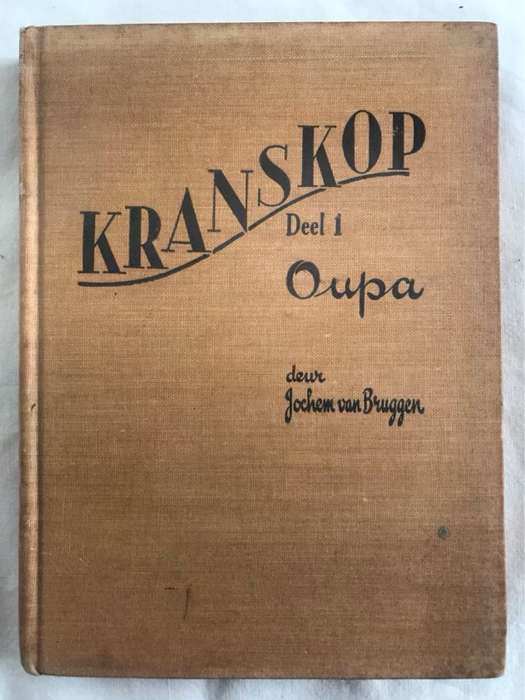 KRANSKOP
Deel 1
Oupa
deur
Jochem van Bruggen